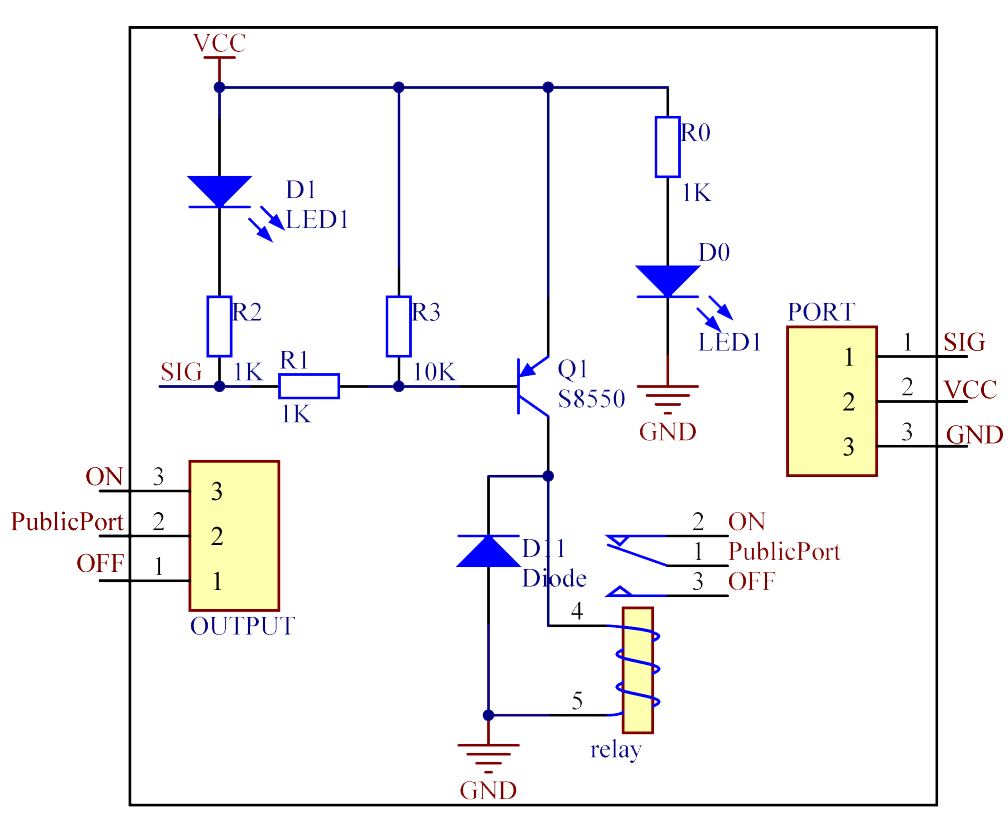 VCC
R0
1K
D1
LED1
D0
LED1
R2
1K
R3
10K
SIG
R1
1K
Q1
S8550
GND
PORT
1 1 SIG
2 2 VCC
3 3 GND
ON 3 3
PublicPort 2 2
OFF 1 1
OUTPUT
D11
Diode
2 ON
1 PublicPort
3 OFF
4
5
relay
GND